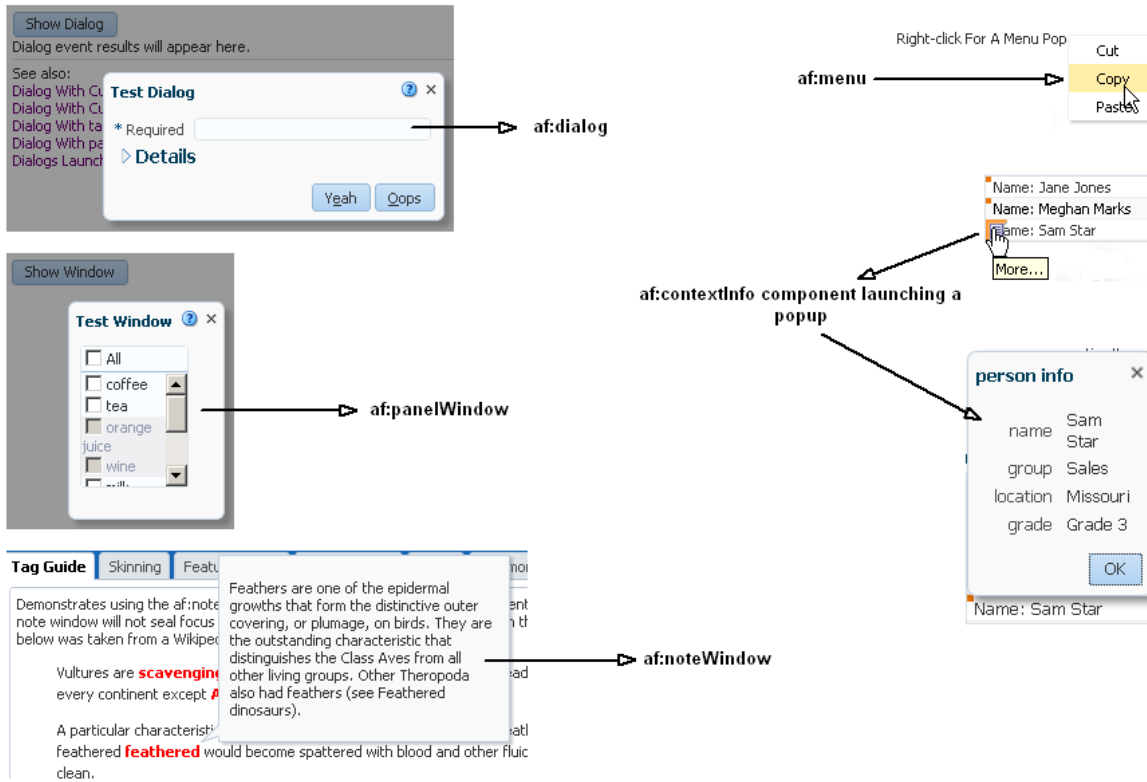 Show Dialog
Dialog event results will appear here.
See also:
Dialog With Cu
Dialog With Cu
Dialog With ta
Dialog With pa
Dialogs Launch
Test Dialog
* Required
Details
Yeah
Oops
af:dialog
Right-click For A Menu Pop
Cut
Copy
Paste
af:menu
Name: Jane Jones
Name: Meghan Marks
Name: Sam Star
More...
af:contextInfo component launching a
popup
Show Window
Test Window
All
coffee
tea
orange
juice
wine
milk
af:panelWindow
person info
name Sam
Star
group Sales
location Missouri
grade Grade 3
OK
Name: Sam Star
Tag Guide
Skinning
Featu
Demonstrates using the af:note
note window will not seal focus
below was taken from a Wikiped
Vultures are scavenging
every continent except A
A particular characteristi
feathered feathered would become spattered with blood and other fluid
clean.
Feathers are one of the epidermal
growths that form the distinctive outer
covering, or plumage, on birds. They are
the outstanding characteristic that
distinguishes the Class Aves from all
other living groups. Other Theropoda
also had feathers (see Feathered
dinosaurs).
af:noteWindow